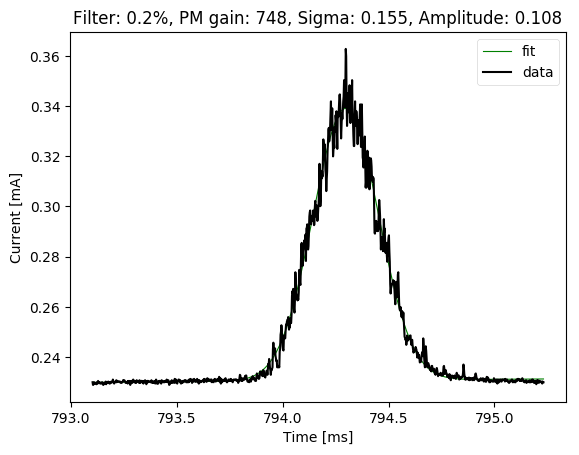 Filter: 0.2%, PM gain: 748, Sigma: 0.155, Amplitude: 0.108
fit
data
0.36
0.34
0.32
0.30
0.28
0.26
0.24
Current [mA]
793.0 793.5 794.0 794.5 795.0
Time [ms]